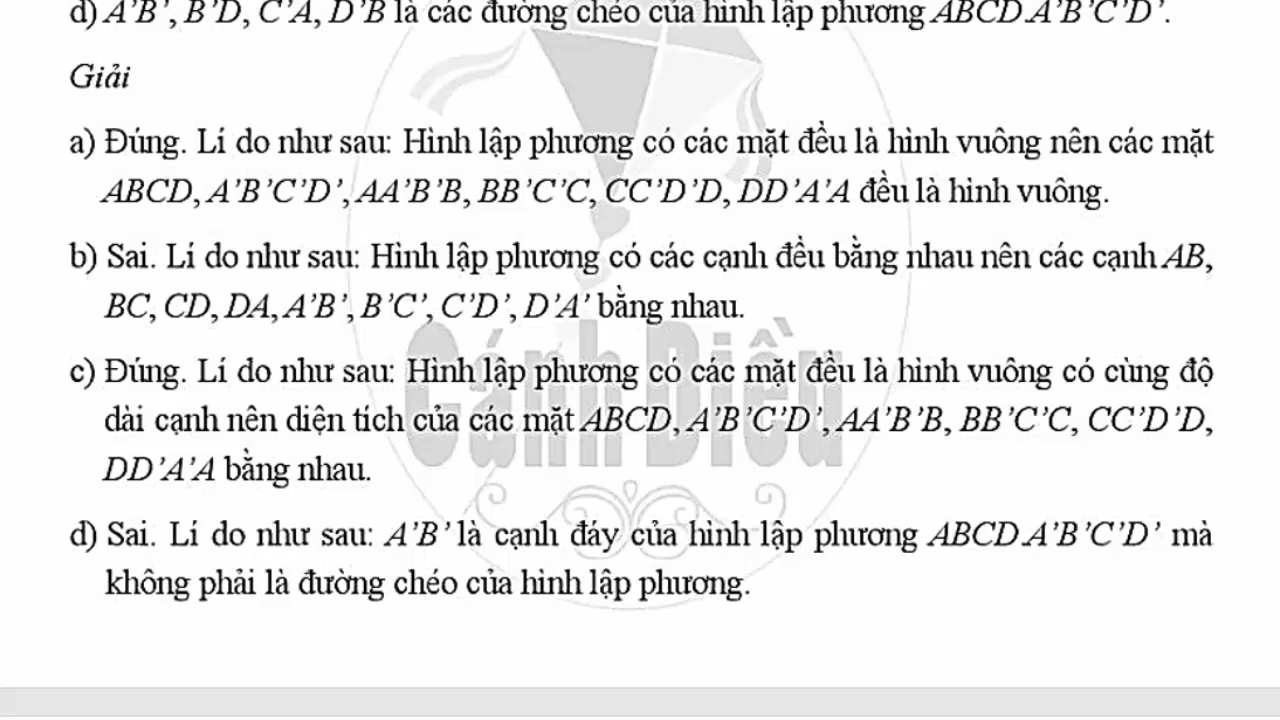 d) A’B’, B’D, C’A, D’B là các đường chéo của hình lập phương ABCD.A’B’C’D’.
Giải
a) Đúng. Lí do như sau: Hình lập phương có các mặt đều là hình vuông nên các mặt
ABCD, A’B’C’D’, AA’B’B, BB’C’C, CC’D’D, DD’A’A đều là hình vuông.
b) Sai. Lí do như sau: Hình lập phương có các cạnh đều bằng nhau nên các cạnh AB,
BC, CD, DA, A’B’, B’C’, C’D’, D’A’ bằng nhau.
c) Đúng. Lí do như sau: Hình lập phương có các mặt đều là hình vuông có cùng độ
dài cạnh nên diện tích của các mặt ABCD, A’B’C’D’, AA’B’B, BB’C’C, CC’D’D,
Cánh Diều
DD’A’A bằng nhau.
d) Sai. Lí do như sau: A’B’ là cạnh đáy của hình lập phương ABCD.A’B’C’D’ mà
không phải là đường chéo của hình lập phương.